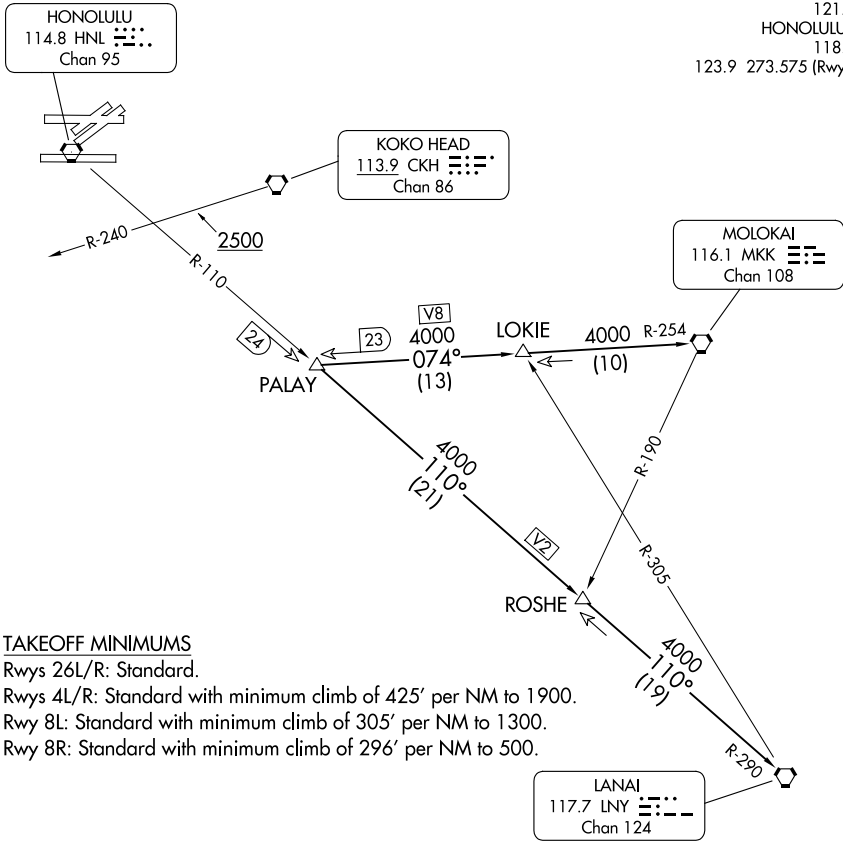 HONOLULU
114.8 HNL
Chan 95
121.
HONOLULU
118.
123.9 273.575 (Rwy
KOKO HEAD
113.9 CKH
Chan 86
R-240
2500
R-110
MOLOKAI
116.1 MKK
Chan 108
24
23
V8
4000
074°
(13)
LOKIE
4000
R-254
(10)
PALAY
4000
110°
(21)
R-190
V2
R-305
ROSHE
4000
110°
(19)
R-290
TAKEOFF MINIMUMS
Rwys 26L/R: Standard.
Rwys 4L/R: Standard with minimum climb of 425' per NM to 1900.
Rwy 8L: Standard with minimum climb of 305' per NM to 1300.
Rwy 8R: Standard with minimum climb of 296' per NM to 500.
LANAI
117.7 LNY
Chan 124